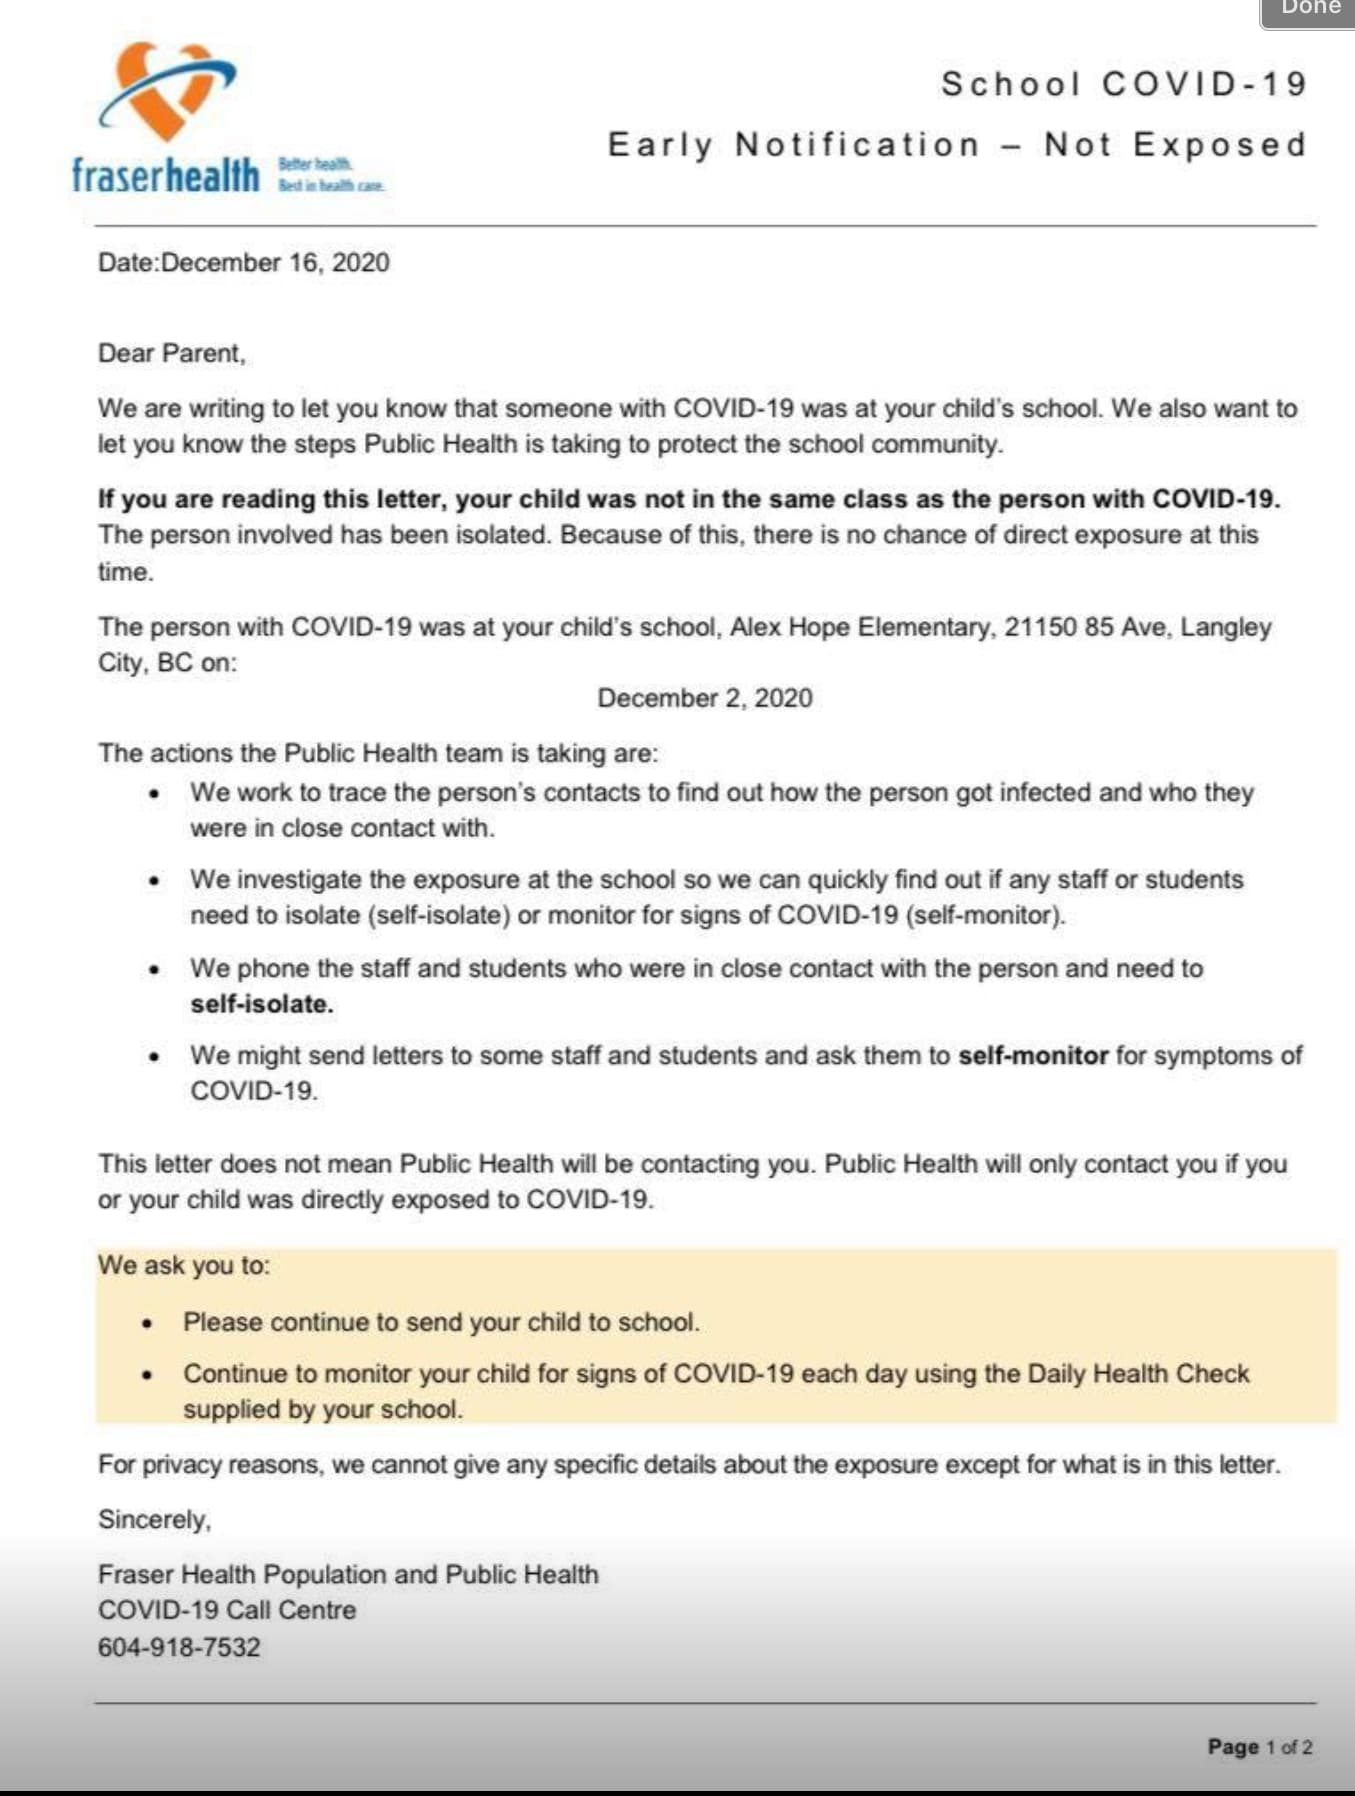 Done
School COVID-19
Early Notification – Not Exposed
fraserhealth
Better health.
Best in health care.
Date:December 16, 2020
Dear Parent,
We are writing to let you know that someone with COVID-19 was at your child's school. We also want to
let you know the steps Public Health is taking to protect the school community.
If you are reading this letter, your child was not in the same class as the person with COVID-19.
The person involved has been isolated. Because of this, there is no chance of direct exposure at this
time.
The person with COVID-19 was at your child's school, Alex Hope Elementary, 21150 85 Ave, Langley
City, BC on:
December 2, 2020
The actions the Public Health team is taking are:
• We work to trace the person's contacts to find out how the person got infected and who they
were in close contact with.
• We investigate the exposure at the school so we can quickly find out if any staff or students
need to isolate (self-isolate) or monitor for signs of COVID-19 (self-monitor).
• We phone the staff and students who were in close contact with the person and need to
self-isolate.
• We might send letters to some staff and students and ask them to self-monitor for symptoms of
COVID-19.
This letter does not mean Public Health will be contacting you. Public Health will only contact you if you
or your child was directly exposed to COVID-19.
We ask you to:
• Please continue to send your child to school.
• Continue to monitor your child for signs of COVID-19 each day using the Daily Health Check
supplied by your school.
For privacy reasons, we cannot give any specific details about the exposure except for what is in this letter.
Sincerely,
Fraser Health Population and Public Health
COVID-19 Call Centre
604-918-7532
Page 1 of 2